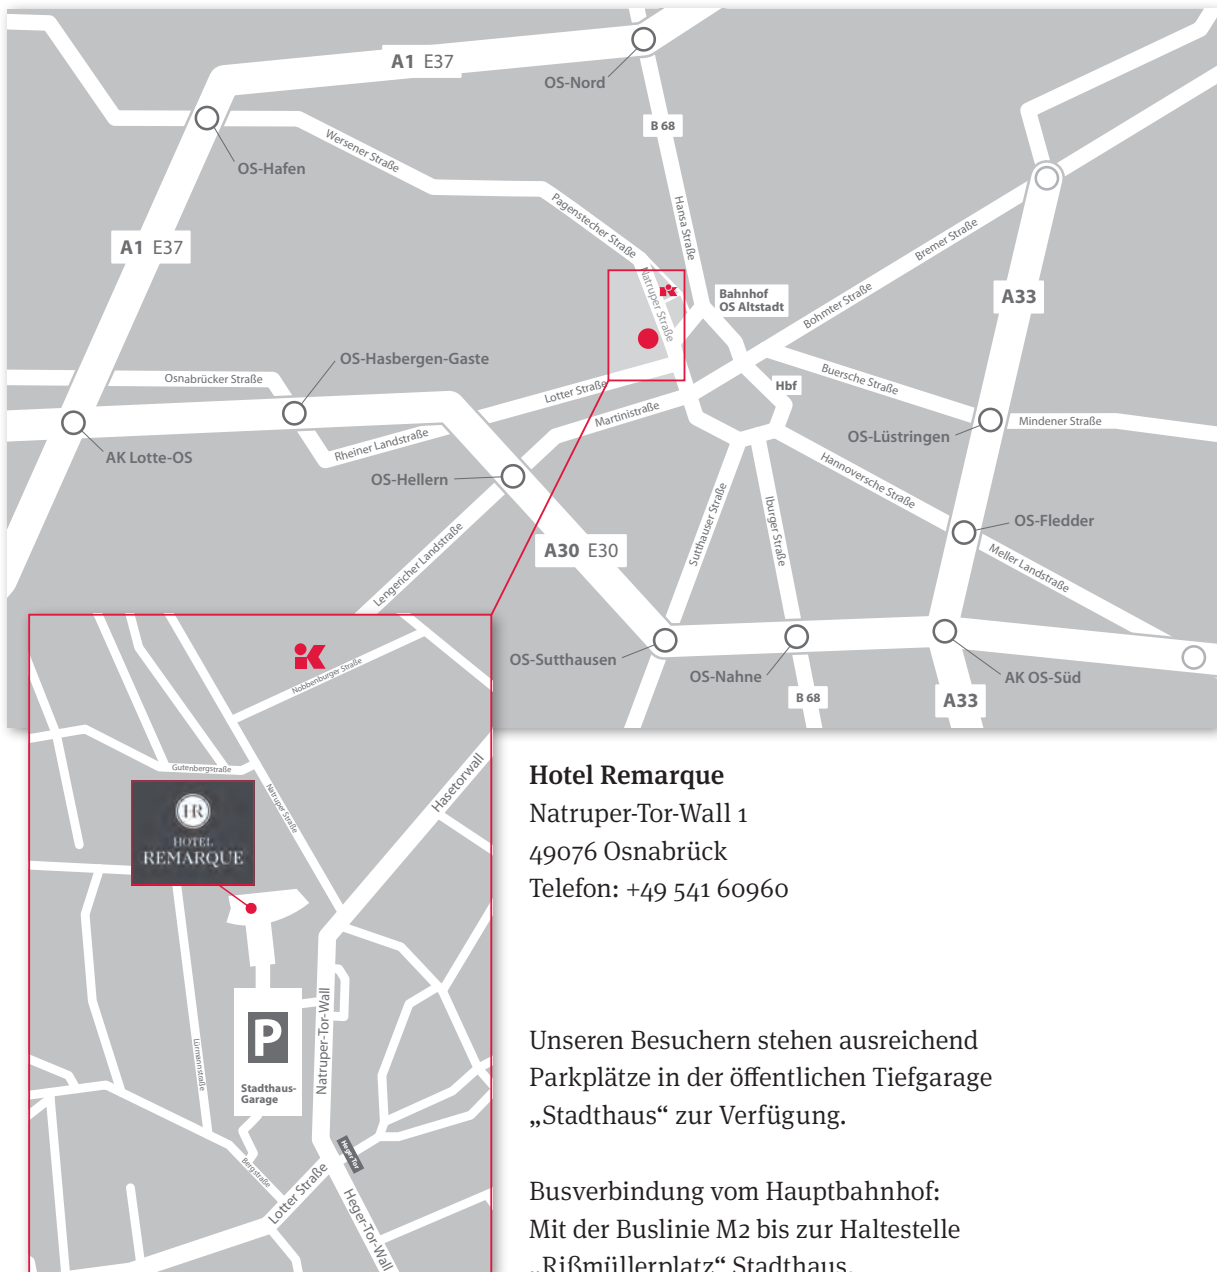 A1 E37
OS-Nord
B 68
Wersener Straße
OS-Hafen
Pagenstecher Straße
Hansa Straße
A1 E37
Natruper Straße
Bahnhof
OS Altstadt
Bremer Straße
Bohmter Straße
A33
OS-Hasbergen-Gaste
Osnabrücker Straße
Lotter Straße
Martinistraße
Hbf
Buersche Straße
Mindener Straße
OS-Lüstringen
Rheiner Landstraße
AK Lotte-OS
OS-Hellern
Hannoversche Straße
Sutthauser Straße
Iburger Straße
OS-Fledder
A30 E30
Meller Landstraße
Lengericher Landstraße
OS-Sutthausen
OS-Nahne
B 68
AK OS-Süd
A33
Nobbenburger Straße
Gutenbergstraße
Natruper Straße
Hasetorwall
HR
HOTEL
REMARQUE
Natruper-Tor-Wall
P
Stadthaus-
Garage
Lürmannstraße
Heger Tor
Bergstraße
Lotter Straße
Heger-Tor-Wall
Hotel Remarque
Natruper-Tor-Wall 1
49076 Osnabrück
Telefon: +49 541 60960
Unseren Besuchern stehen ausreichend
Parkplätze in der öffentlichen Tiefgarage
„Stadthaus“ zur Verfügung.
Busverbindung vom Hauptbahnhof:
Mit der Buslinie M2 bis zur Haltestelle
„Rißmüllerplatz“ Stadthaus.